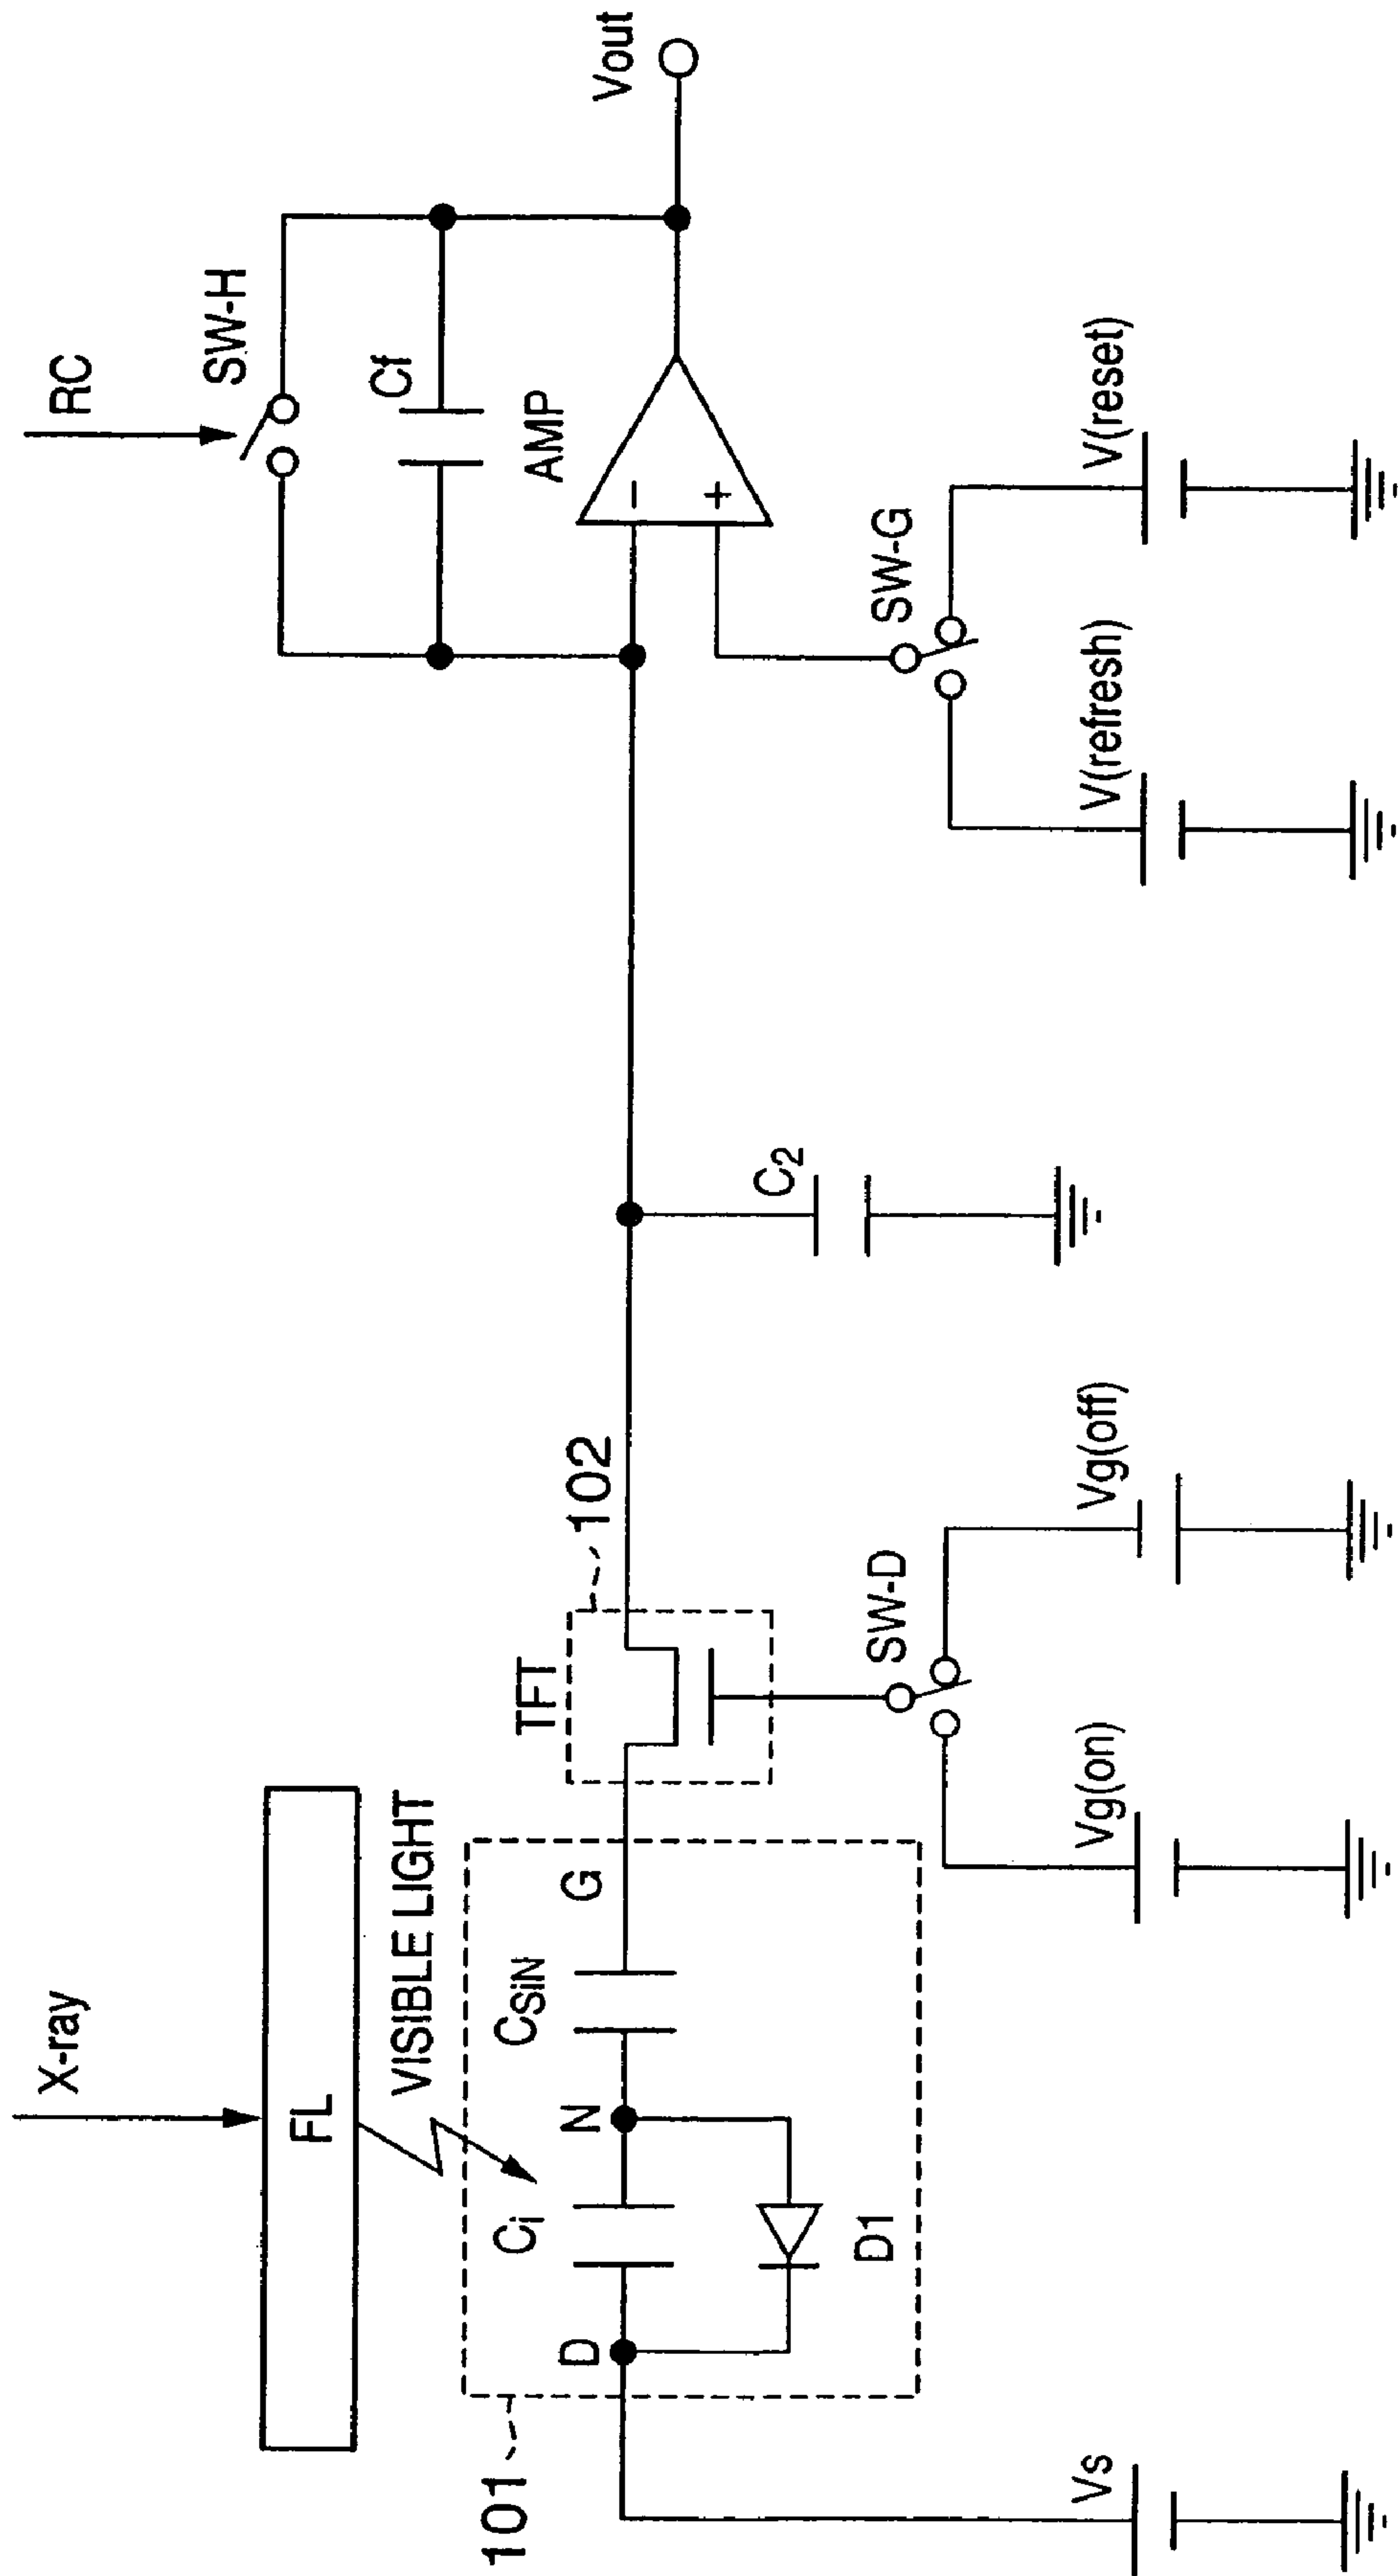 X-ray
FL
VISIBLE LIGHT
101
D
Ci
N
CSiN
G
D1
Vs
TFT
102
SW-D
Vg(on)
Vg(off)
C2
RC
SW-H
Cf
AMP
−
+
Vout
SW-G
V(refresh)
V(reset)